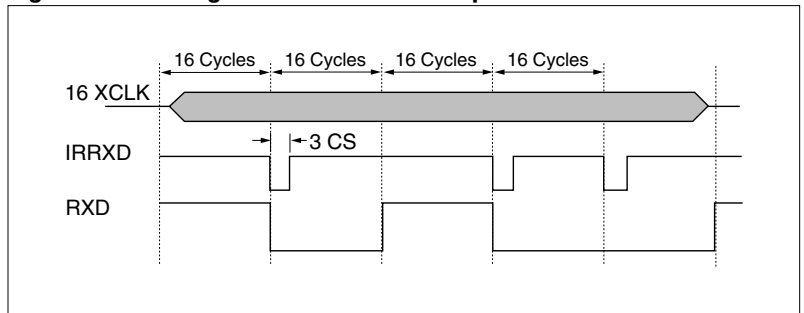 16 Cycles 16 Cycles 16 Cycles 16 Cycles
16 XCLK
3 CS
IRRXD
RXD